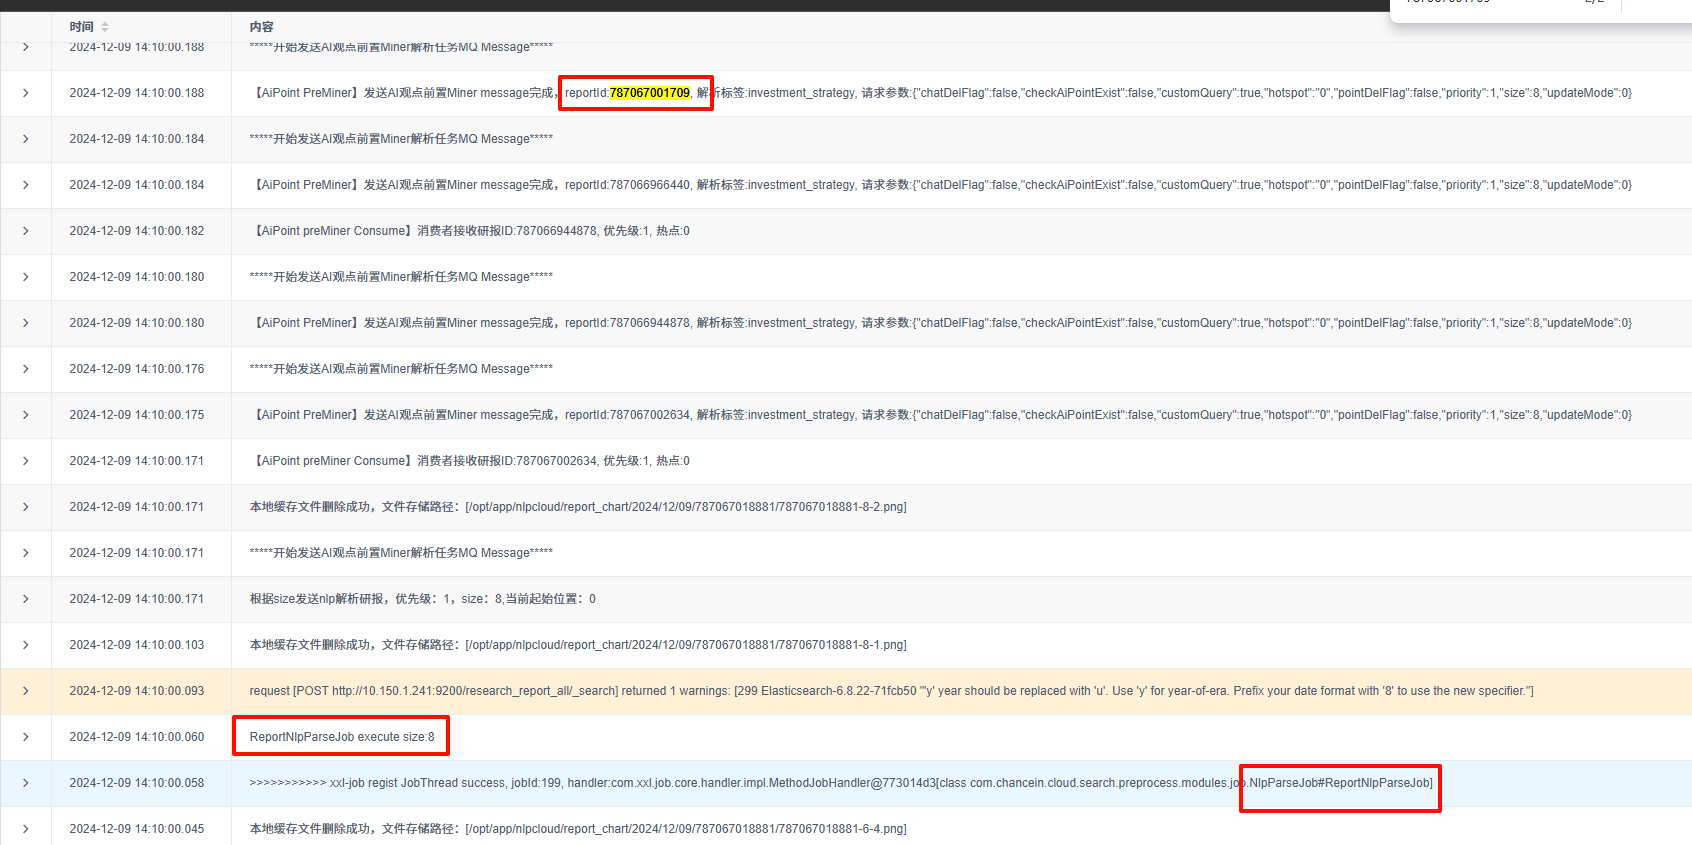 时间 内容
2024-12-09 14:10:00.188 *****开始发送AI观点前置Miner解析任务MQ Message*****
2024-12-09 14:10:00.188 【AiPoint PreMiner】发送AI观点前置Miner message完成，reportId:787067001709, 解析标签:investment_strategy, 请求参数:{"chatDelFlag":false,"checkAiPointExist":false,"customQuery":true,"hotspot":"0","pointDelFlag":false,"priority":1,"size":8,"updateMode":0}
2024-12-09 14:10:00.184 *****开始发送AI观点前置Miner解析任务MQ Message*****
2024-12-09 14:10:00.184 【AiPoint PreMiner】发送AI观点前置Miner message完成，reportId:787066966440, 解析标签:investment_strategy, 请求参数:{"chatDelFlag":false,"checkAiPointExist":false,"customQuery":true,"hotspot":"0","pointDelFlag":false,"priority":1,"size":8,"updateMode":0}
2024-12-09 14:10:00.182 【AiPoint preMiner Consume】消费者接收研报ID:787066944878, 优先级:1, 热点:0
2024-12-09 14:10:00.180 *****开始发送AI观点前置Miner解析任务MQ Message*****
2024-12-09 14:10:00.180 【AiPoint PreMiner】发送AI观点前置Miner message完成，reportId:787066944878, 解析标签:investment_strategy, 请求参数:{"chatDelFlag":false,"checkAiPointExist":false,"customQuery":true,"hotspot":"0","pointDelFlag":false,"priority":1,"size":8,"updateMode":0}
2024-12-09 14:10:00.176 *****开始发送AI观点前置Miner解析任务MQ Message*****
2024-12-09 14:10:00.175 【AiPoint PreMiner】发送AI观点前置Miner message完成，reportId:787067002634, 解析标签:investment_strategy, 请求参数:{"chatDelFlag":false,"checkAiPointExist":false,"customQuery":true,"hotspot":"0","pointDelFlag":false,"priority":1,"size":8,"updateMode":0}
2024-12-09 14:10:00.171 【AiPoint preMiner Consume】消费者接收研报ID:787067002634, 优先级:1, 热点:0
2024-12-09 14:10:00.171 本地缓存文件删除成功，文件存储路径：[/opt/app/nlpcloud/report_chart/2024/12/09/787067018881/787067018881-8-2.png]
2024-12-09 14:10:00.171 *****开始发送AI观点前置Miner解析任务MQ Message*****
2024-12-09 14:10:00.171 根据size发送nlp解析研报，优先级：1，size：8,当前起始位置：0
2024-12-09 14:10:00.103 本地缓存文件删除成功，文件存储路径：[/opt/app/nlpcloud/report_chart/2024/12/09/787067018881/787067018881-8-1.png]
2024-12-09 14:10:00.093 request [POST http://10.150.1.241:9200/research_report_all/_search] returned 1 warnings: [299 Elasticsearch-6.8.22-71fcb50 "'y' year should be replaced with 'u'. Use 'y' for year-of-era. Prefix your date format with '8' to use the new specifier."]
2024-12-09 14:10:00.060 ReportNlpParseJob execute size:8
2024-12-09 14:10:00.058 >>>>>>>>>>> xxl-job regist JobThread success, jobId:199, handler:com.xxl.job.core.handler.impl.MethodJobHandler@773014d3[class com.chancein.cloud.search.preprocess.modules.job.NlpParseJob#ReportNlpParseJob]
2024-12-09 14:10:00.045 本地缓存文件删除成功，文件存储路径：[/opt/app/nlpcloud/report_chart/2024/12/09/787067018881/787067018881-6-4.png]